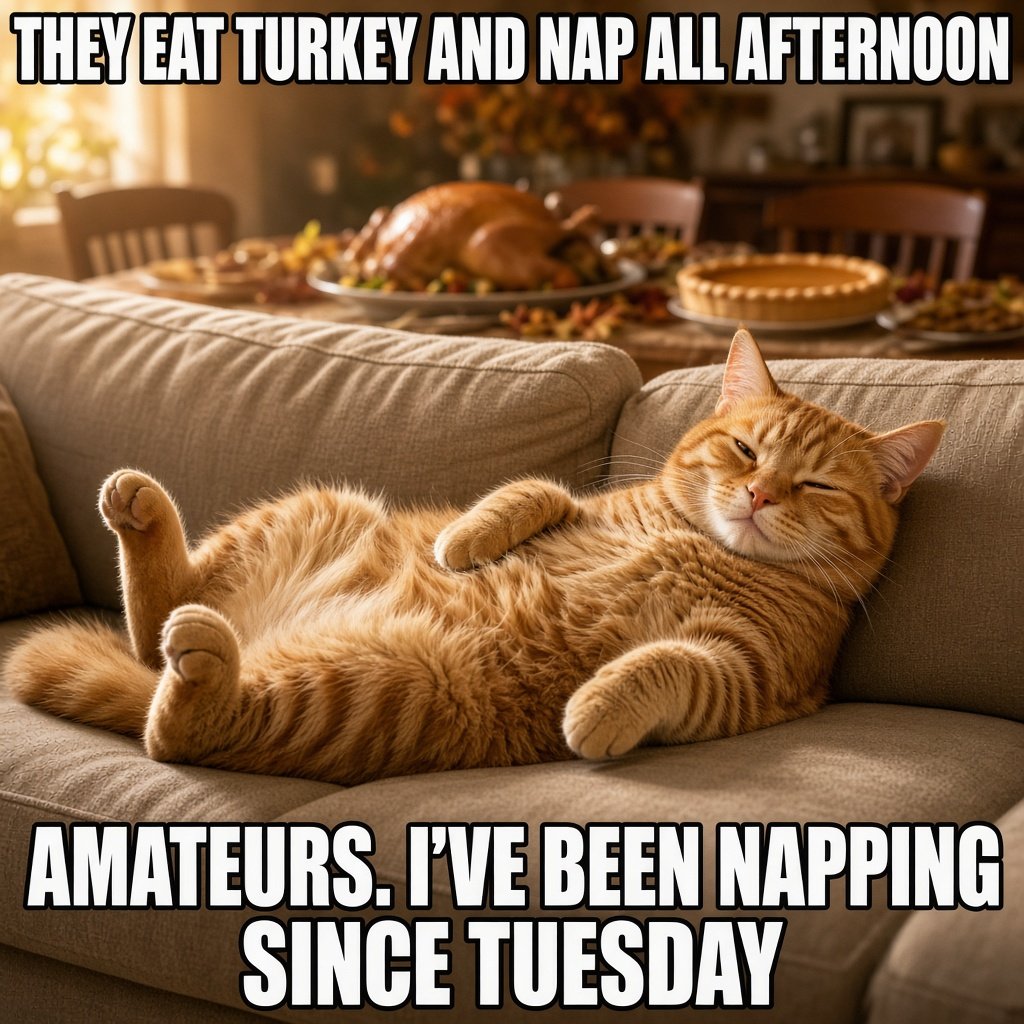 THEY EAT TURKEY AND NAP ALL AFTERNOON
AMATEURS. I'VE BEEN NAPPING
SINCE TUESDAY